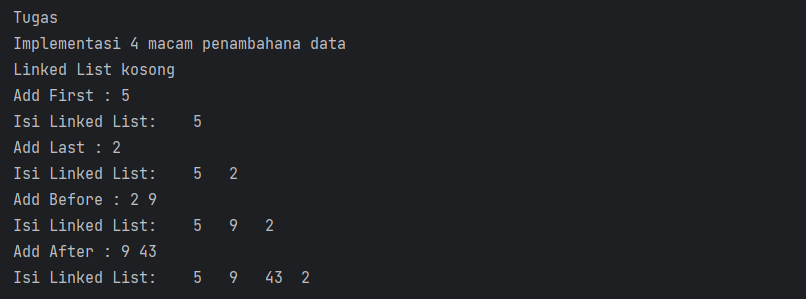 Tugas
Implementasi 4 macam penambahana data
Linked List kosong
Add First : 5
Isi Linked List:    5
Add Last : 2
Isi Linked List:    5   2
Add Before : 2 9
Isi Linked List:    5   9   2
Add After : 9 43
Isi Linked List:    5   9   43  2